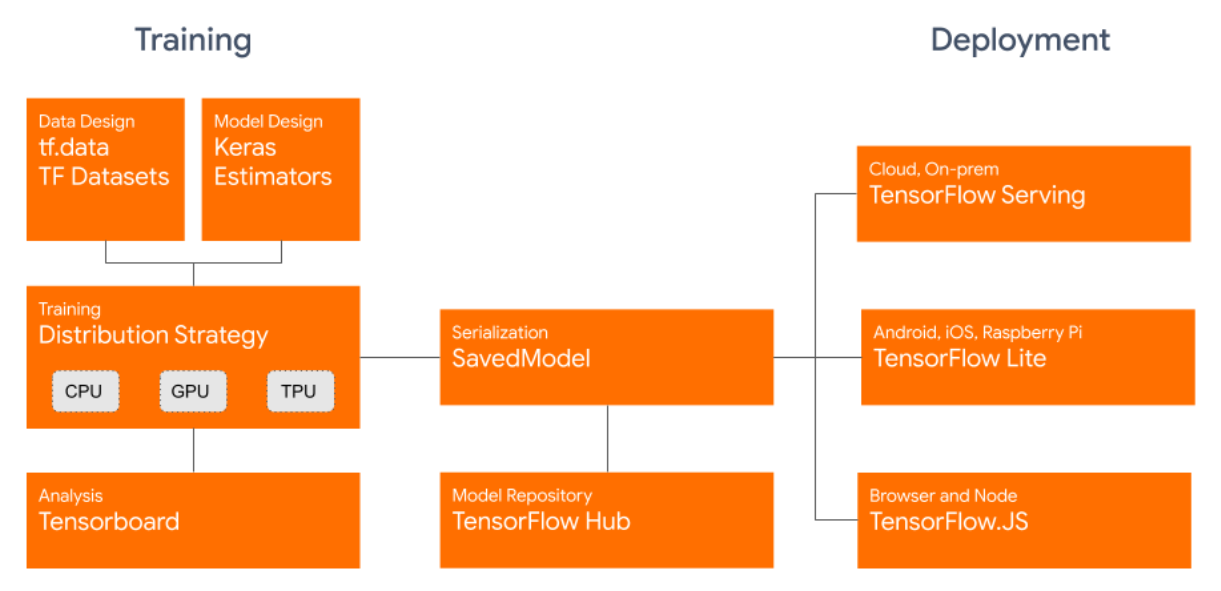 Training
Deployment
Data Design
tf.data
TF Datasets
Model Design
Keras
Estimators
Training
Distribution Strategy
CPU
GPU
TPU
Analysis
Tensorboard
Serialization
SavedModel
Model Repository
TensorFlow Hub
Cloud, On-prem
TensorFlow Serving
Android, iOS, Raspberry Pi
TensorFlow Lite
Browser and Node
TensorFlow.JS